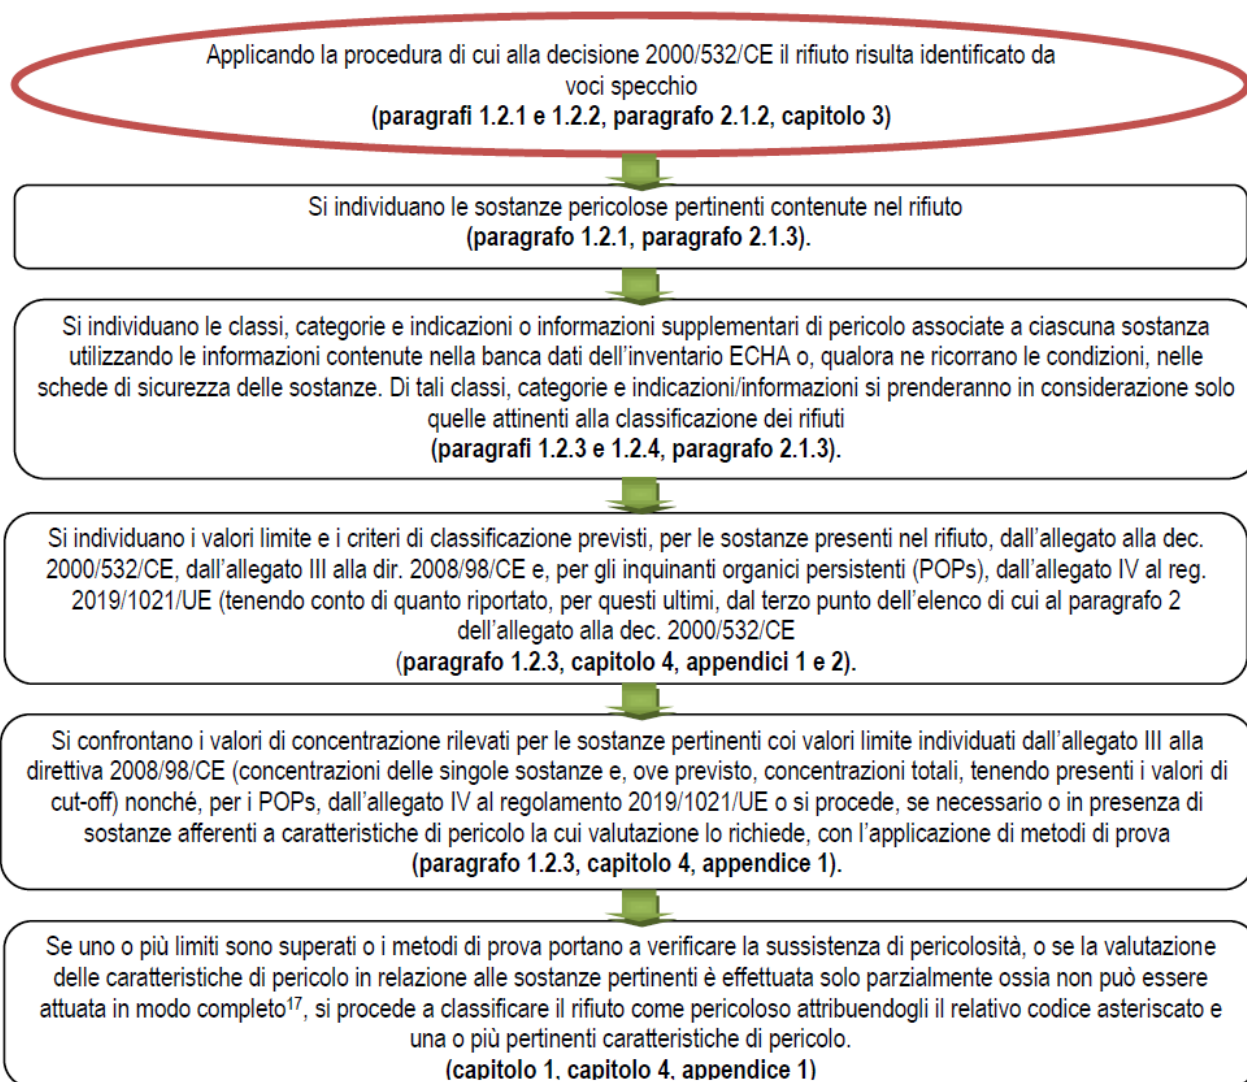 Applicando la procedura di cui alla decisione 2000/532/CE il rifiuto risulta identificato da
voci specchio
(paragrafi 1.2.1 e 1.2.2, paragrafo 2.1.2, capitolo 3)
Si individuano le sostanze pericolose pertinenti contenute nel rifiuto
(paragrafo 1.2.1, paragrafo 2.1.3).
Si individuano le classi, categorie e indicazioni o informazioni supplementari di pericolo associate a ciascuna sostanza
utilizzando le informazioni contenute nella banca dati dell'inventario ECHA o, qualora ne ricorrano le condizioni, nelle
schede di sicurezza delle sostanze. Di tali classi, categorie e indicazioni/informazioni si prenderanno in considerazione solo
quelle attinenti alla classificazione dei rifiuti
(paragrafi 1.2.3 e 1.2.4, paragrafo 2.1.3).
Si individuano i valori limite e i criteri di classificazione previsti, per le sostanze presenti nel rifiuto, dall'allegato alla dec.
2000/532/CE, dall'allegato III alla dir. 2008/98/CE e, per gli inquinanti organici persistenti (POPs), dall'allegato IV al reg.
2019/1021/UE (tenendo conto di quanto riportato, per questi ultimi, dal terzo punto dell'elenco di cui al paragrafo 2
dell'allegato alla dec. 2000/532/CE
(paragrafo 1.2.3, capitolo 4, appendici 1 e 2).
Si confrontano i valori di concentrazione rilevati per le sostanze pertinenti coi valori limite individuati dall'allegato III alla
direttiva 2008/98/CE (concentrazioni delle singole sostanze e, ove previsto, concentrazioni totali, tenendo presenti i valori di
cut-off) nonché, per i POPs, dall'allegato IV al regolamento 2019/1021/UE o si procede, se necessario o in presenza di
sostanze afferenti a caratteristiche di pericolo la cui valutazione lo richiede, con l'applicazione di metodi di prova
(paragrafo 1.2.3, capitolo 4, appendice 1).
Se uno o più limiti sono superati o i metodi di prova portano a verificare la sussistenza di pericolosità, o se la valutazione
delle caratteristiche di pericolo in relazione alle sostanze pertinenti è effettuata solo parzialmente ossia non può essere
attuata in modo completo¹⁷, si procede a classificare il rifiuto come pericoloso attribuendogli il relativo codice asteriscato e
una o più pertinenti caratteristiche di pericolo.
(capitolo 1, capitolo 4, appendice 1)